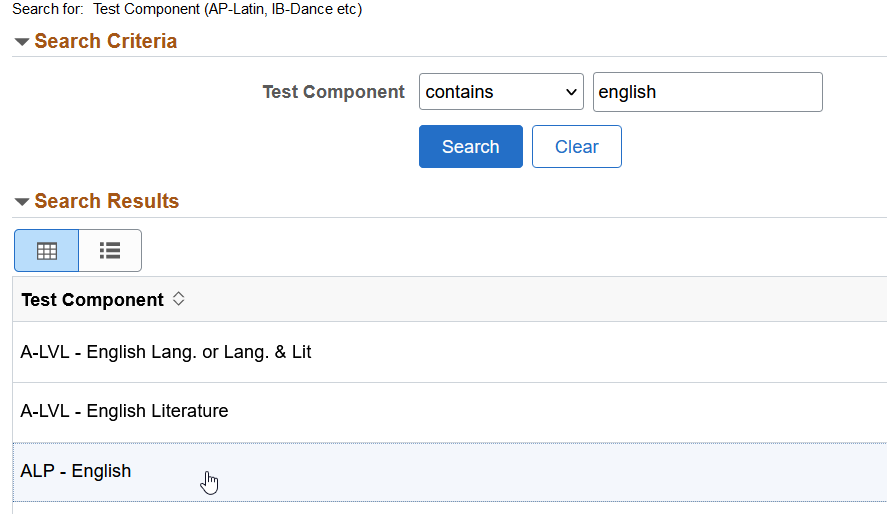 Search for: Test Component (AP-Latin, IB-Dance etc)
Search Criteria
Test Component contains english
Search Clear
Search Results
Test Component
A-LVL - English Lang. or Lang. & Lit
A-LVL - English Literature
ALP - English